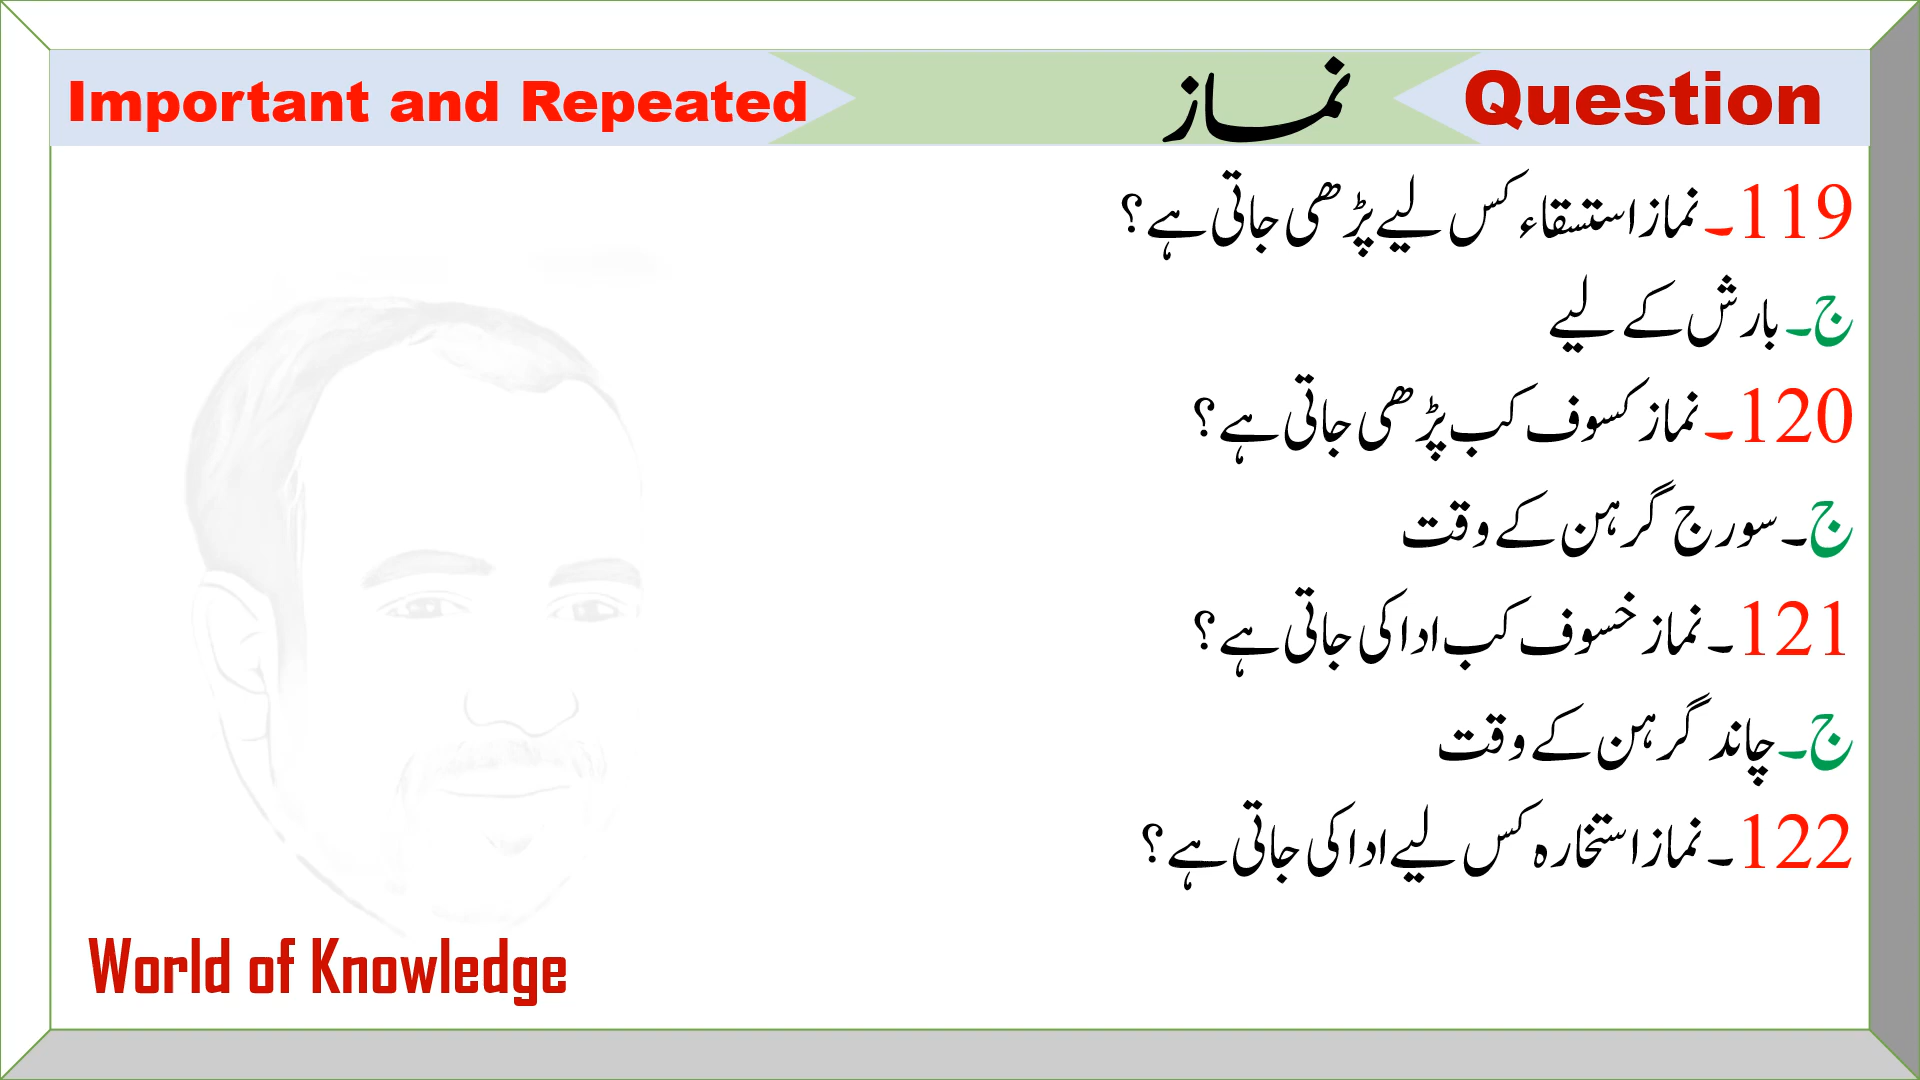 Important and Repeated نماز Question
119۔نماز استسقاء کس لیے پڑھی جاتی ہے؟
ج۔بارش کے لیے
120۔نماز کسوف کب پڑھی جاتی ہے؟
ج۔سورج گرہن کے وقت
121۔نماز خسوف کب ادا کی جاتی ہے؟
ج۔چاند گرہن کے وقت
122۔نماز استخارہ کس لیے ادا کی جاتی ہے؟
World of Knowledge